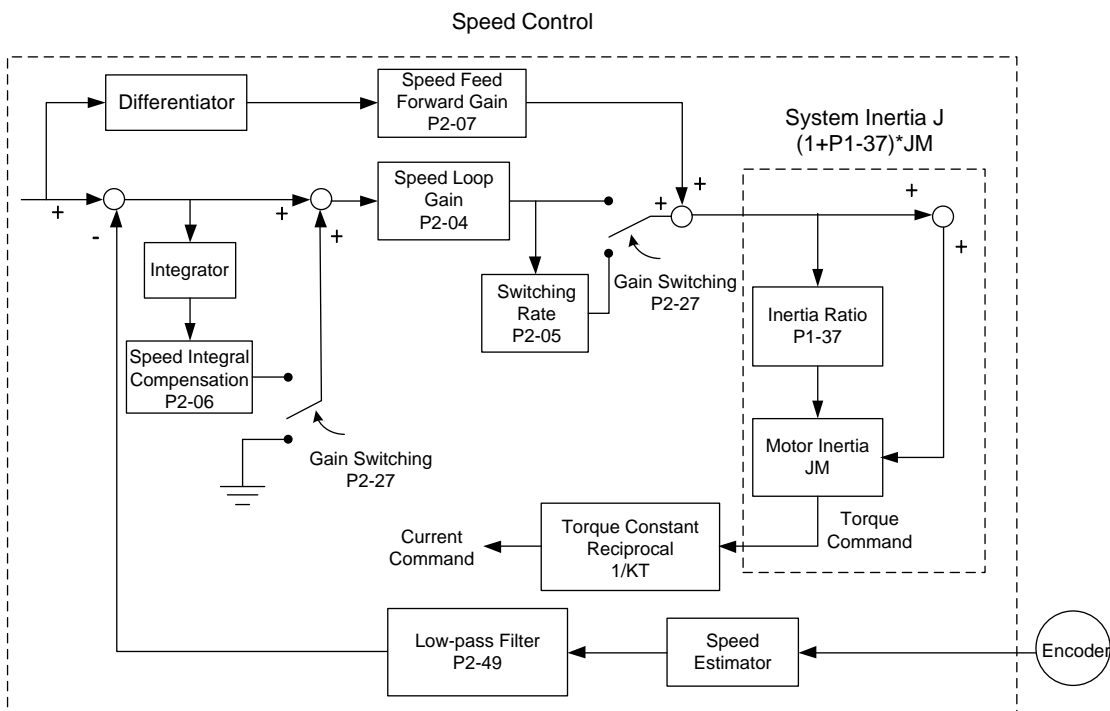 Speed Control
Differentiator
Speed Feed
Forward Gain
P2-07
System Inertia J
(1+P1-37)*JM
+
-
+
+
Speed Loop
Gain
P2-04
+
+
+
+
Integrator
Speed Integral
Compensation
P2-06
Gain Switching
P2-27
Switching
Rate
P2-05
Gain Switching
P2-27
Inertia Ratio
P1-37
Motor Inertia
JM
Torque
Command
Torque Constant
Reciprocal
1/KT
Current
Command
Low-pass Filter
P2-49
Speed
Estimator
Encoder